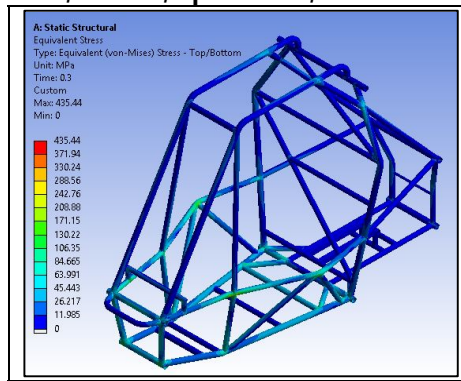 A: Static Structural
Equivalent Stress
Type: Equivalent (von-Mises) Stress - Top/Bottom
Unit: MPa
Time: 0.3
Custom
Max: 435.44
Min: 0
435.44
371.94
330.24
288.56
242.76
208.88
171.15
130.22
106.35
84.665
63.991
45.443
26.217
11.985
0